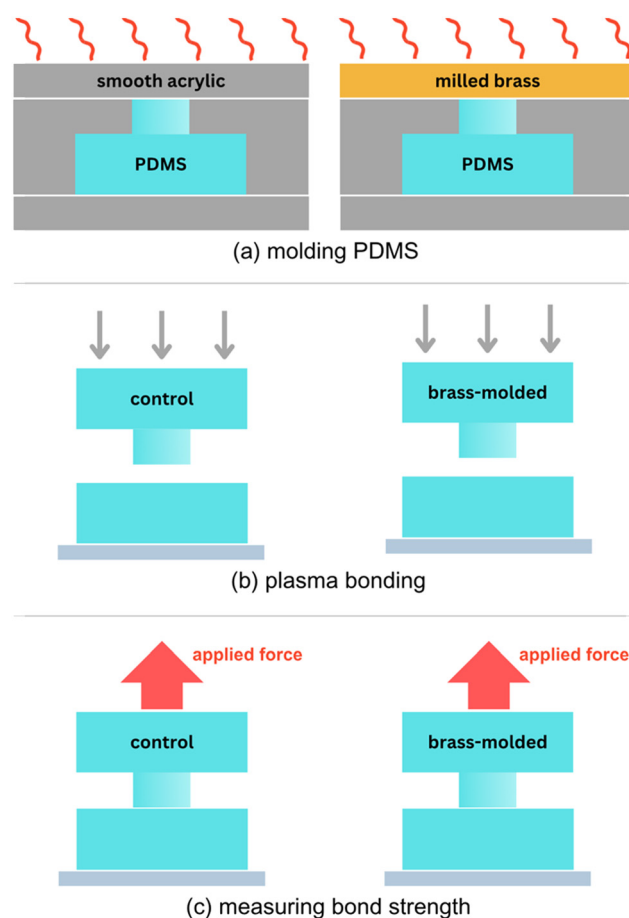 smooth acrylic
milled brass
PDMS
PDMS
(a) molding PDMS
control
brass-molded
(b) plasma bonding
applied force
applied force
control
brass-molded
(c) measuring bond strength